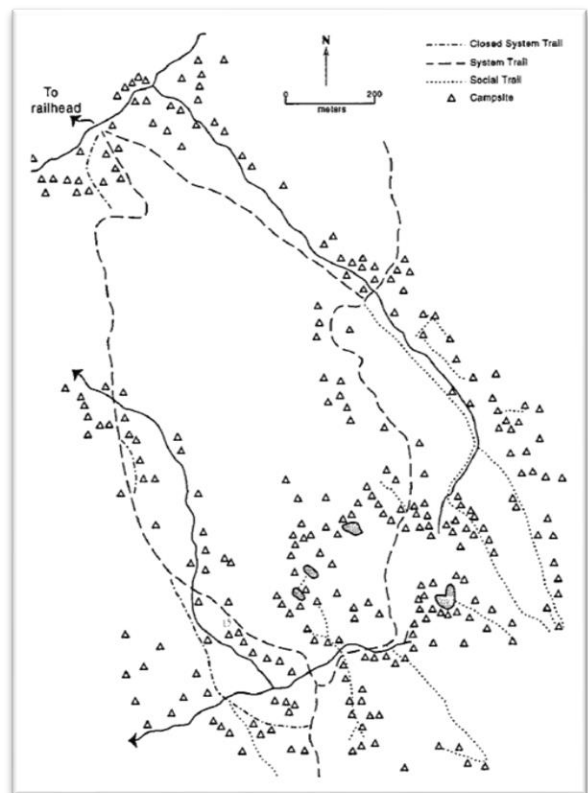 N
Closed System Trail
System Trail
Social Trail
Campsite
0 200
meters
To
railhead